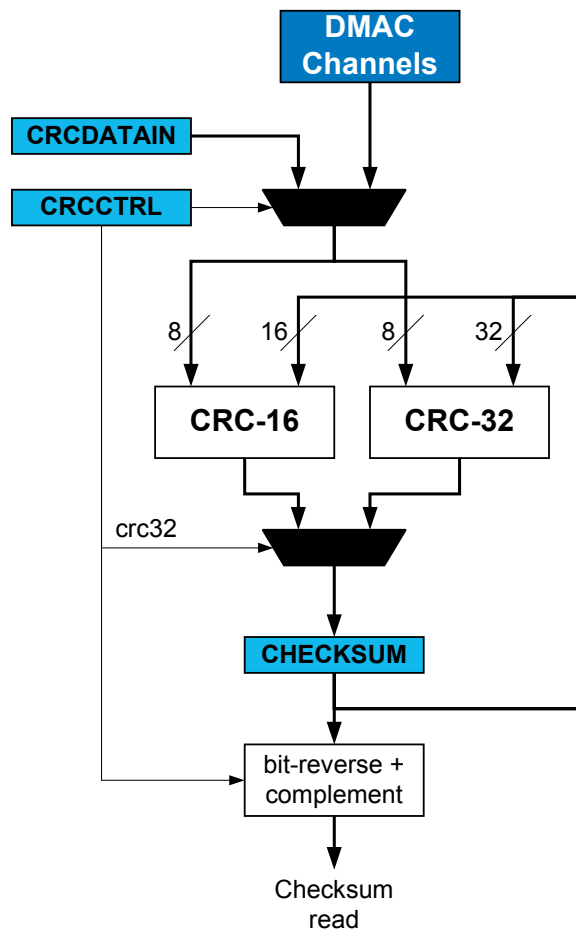 DMAC
Channels
CRCDATAIN
CRCCTRL
8
16
8
32
CRC-16
CRC-32
crc32
CHECKSUM
bit-reverse +
complement
Checksum
read